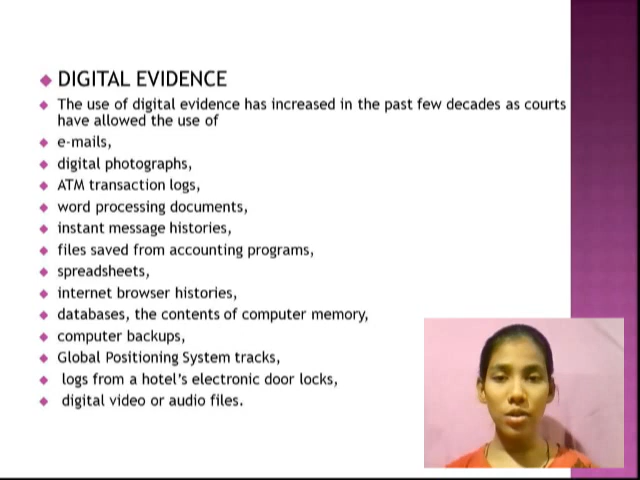 DIGITAL EVIDENCE
The use of digital evidence has increased in the past few decades as courts
have allowed the use of
e-mails,
digital photographs,
ATM transaction logs,
word processing documents,
instant message histories,
files saved from accounting programs,
spreadsheets,
internet browser histories,
databases, the contents of computer memory,
computer backups,
Global Positioning System tracks,
logs from a hotel's electronic door locks,
digital video or audio files.